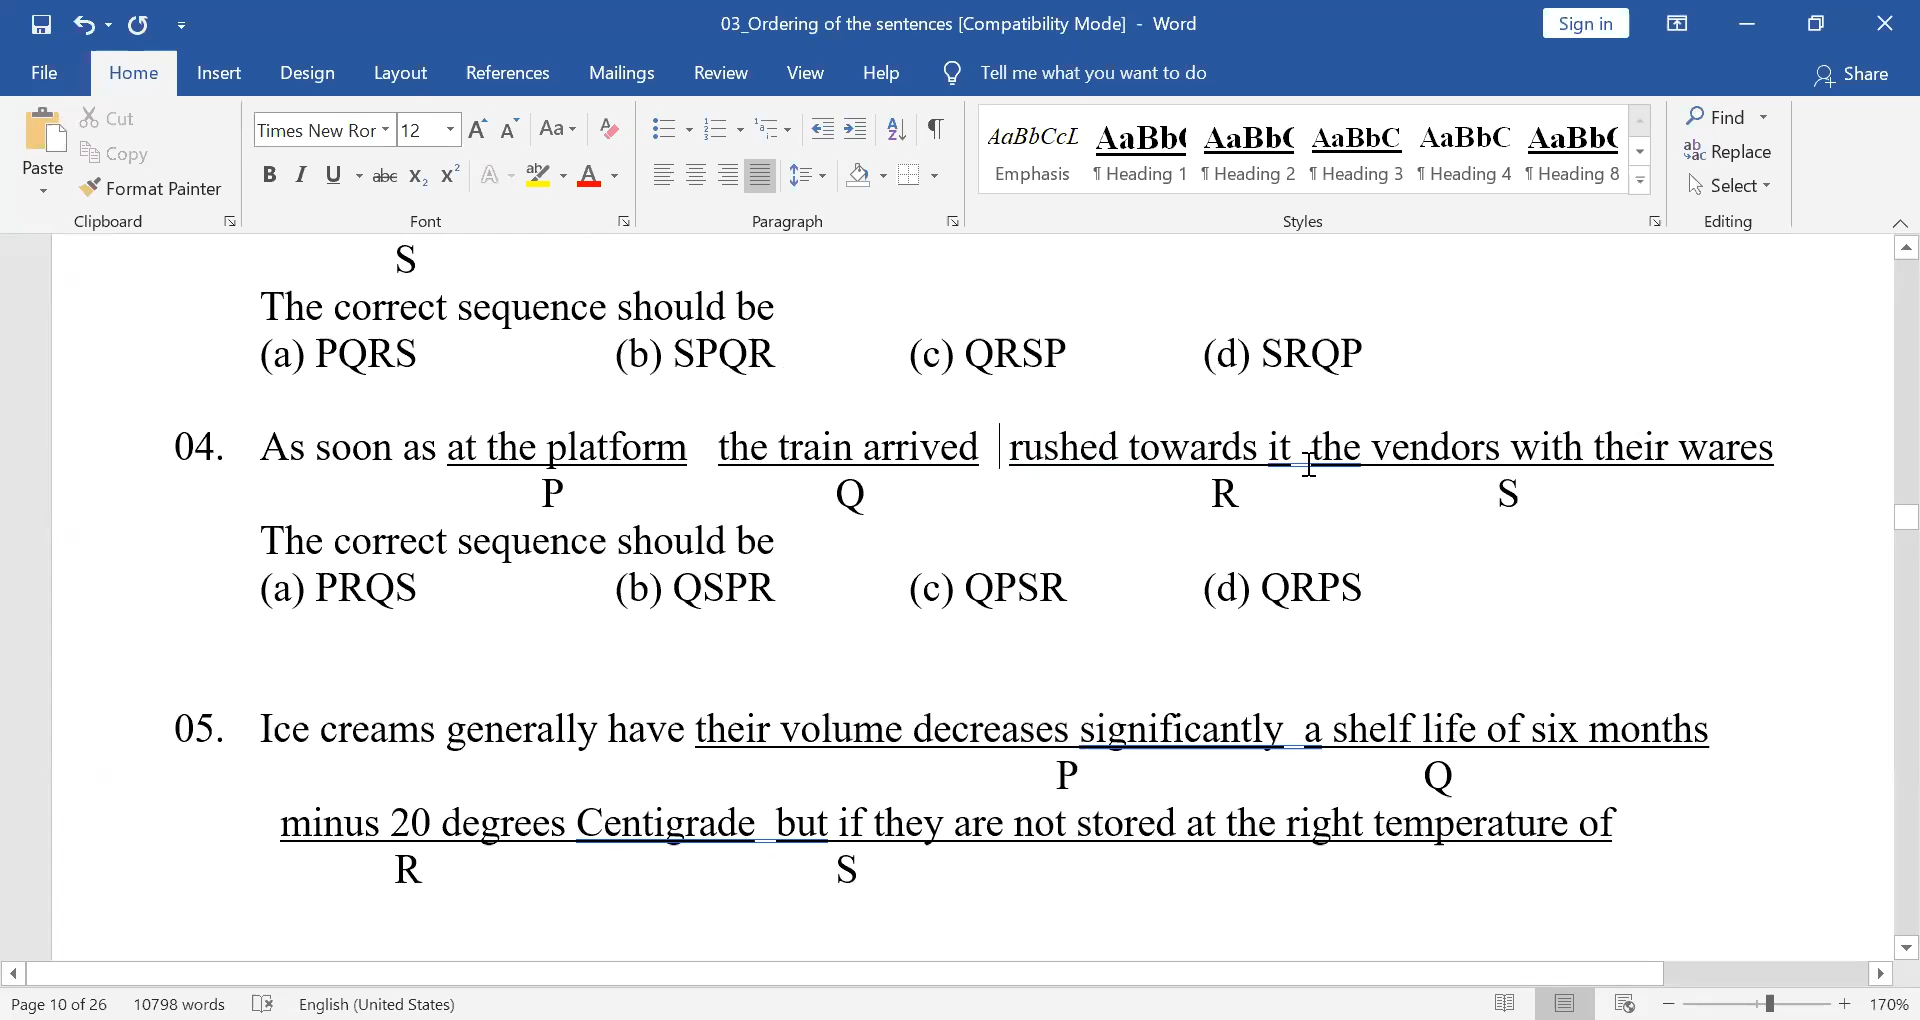 03_Ordering of the sentences [Compatibility Mode] - Word
Sign in
File Home Insert Design Layout References Mailings Review View Help Tell me what you want to do Share
Paste
Cut
Copy
Format Painter
Clipboard
Times New Ror 12
Font
Paragraph
AaBbCcL AaBb( AaBbC AaBbC AaBbC AaBbC
Emphasis ¶ Heading 1 ¶ Heading 2 ¶ Heading 3 ¶ Heading 4 ¶ Heading 8
Styles
Find
Replace
Select
Editing
S
The correct sequence should be
(a) PQRS (b) SPQR (c) QRSP (d) SRQP
04. As soon as at the platform the train arrived rushed towards it the vendors with their wares
P Q R S
The correct sequence should be
(a) PRQS (b) QSPR (c) QPSR (d) QRPS
05. Ice creams generally have their volume decreases significantly a shelf life of six months
P Q
minus 20 degrees Centigrade but if they are not stored at the right temperature of
R S
Page 10 of 26 10798 words English (United States) 170%